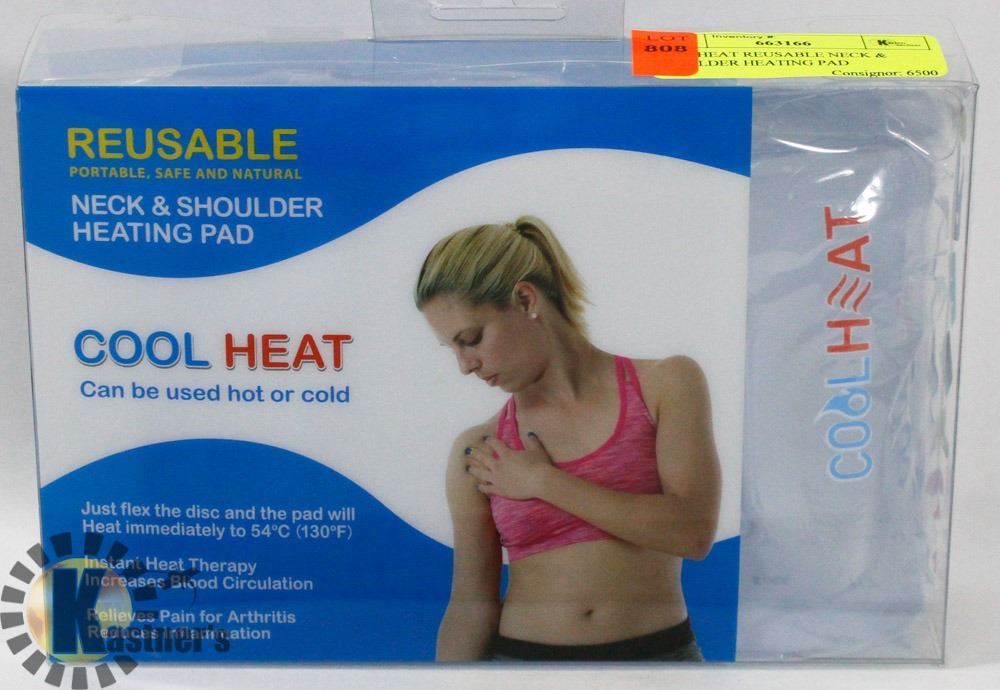 LOT
808
Inventory #
663166
HEAT REUSABLE NECK &
LDER HEATING PAD
Consignor: 6500
REUSABLE
PORTABLE, SAFE AND NATURAL
NECK & SHOULDER
HEATING PAD
COOL HEAT
Can be used hot or cold
COOLHEAT
Just flex the disc and the pad will
Heat immediately to 54°C (130°F)
Instant Heat Therapy
Increases Blood Circulation
Relieves Pain for Arthritis
Reduces Inflammation
Kastner's